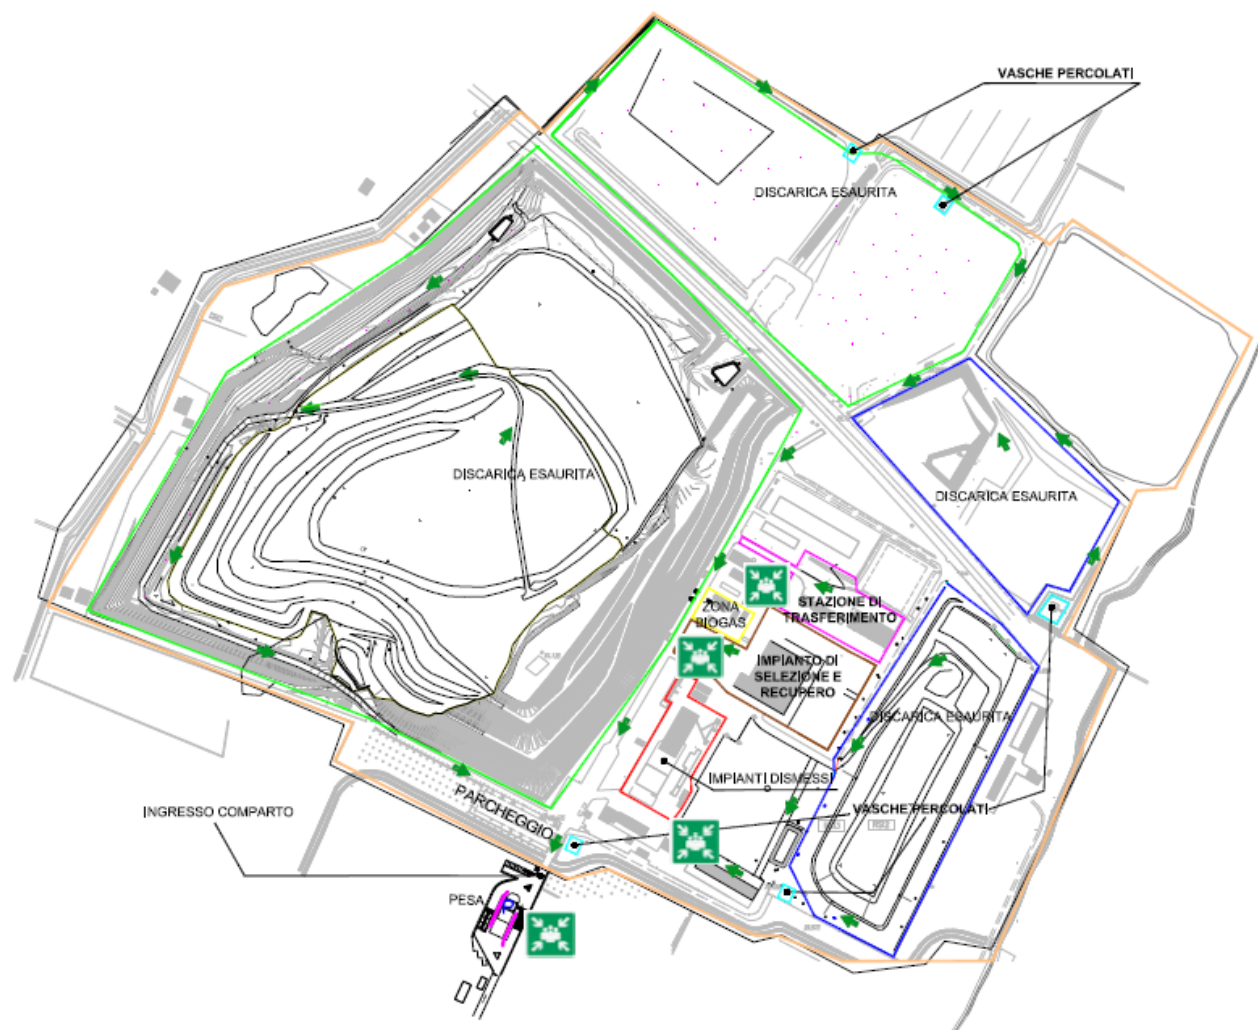 VASCHE PERCOLATI
DISCARICA ESAURITA
DISCARICA ESAURITA
DISCARICA ESAURITA
STAZIONE DI
TRASFERIMENTO
ZONA
BIOGAS
IMPIANTO DI
SELEZIONE E
RECUPERO
DISCARICA ESAURITA
IMPIANTI DISMESSI
VASCHE PERCOLATI
PARCHEGGIO
INGRESSO COMPARTO
PESA